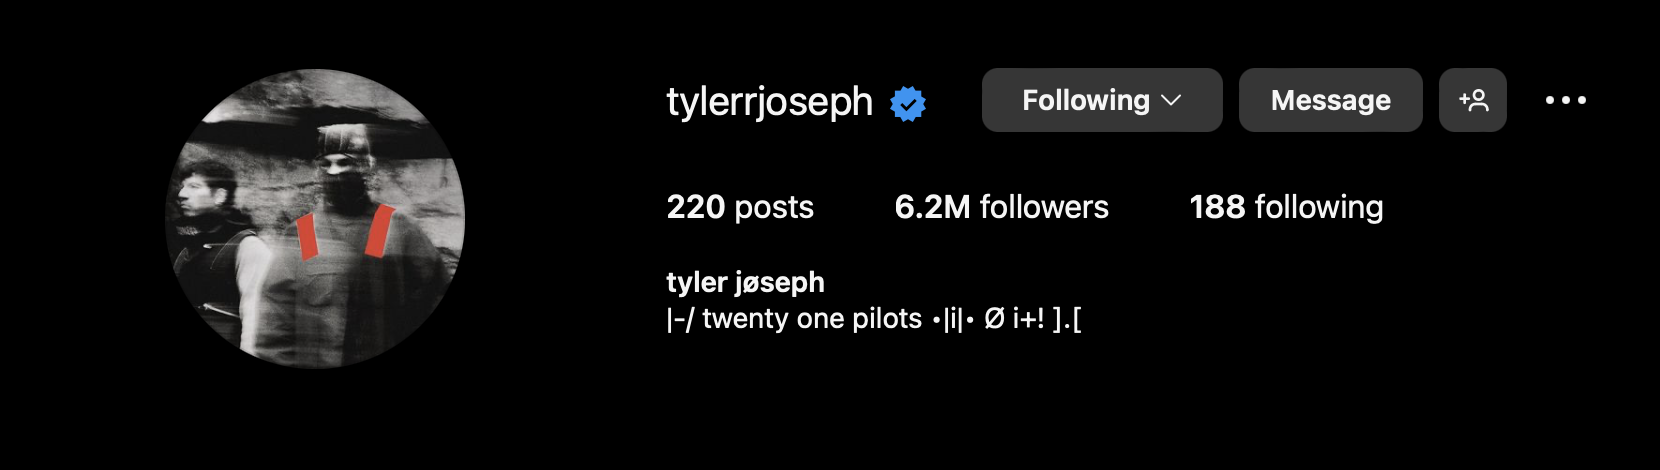 tylerrjoseph Following Message
220 posts 6.2M followers 188 following
tyler jøseph
|-/ twenty one pilots •|i|• Ø i+! ].[